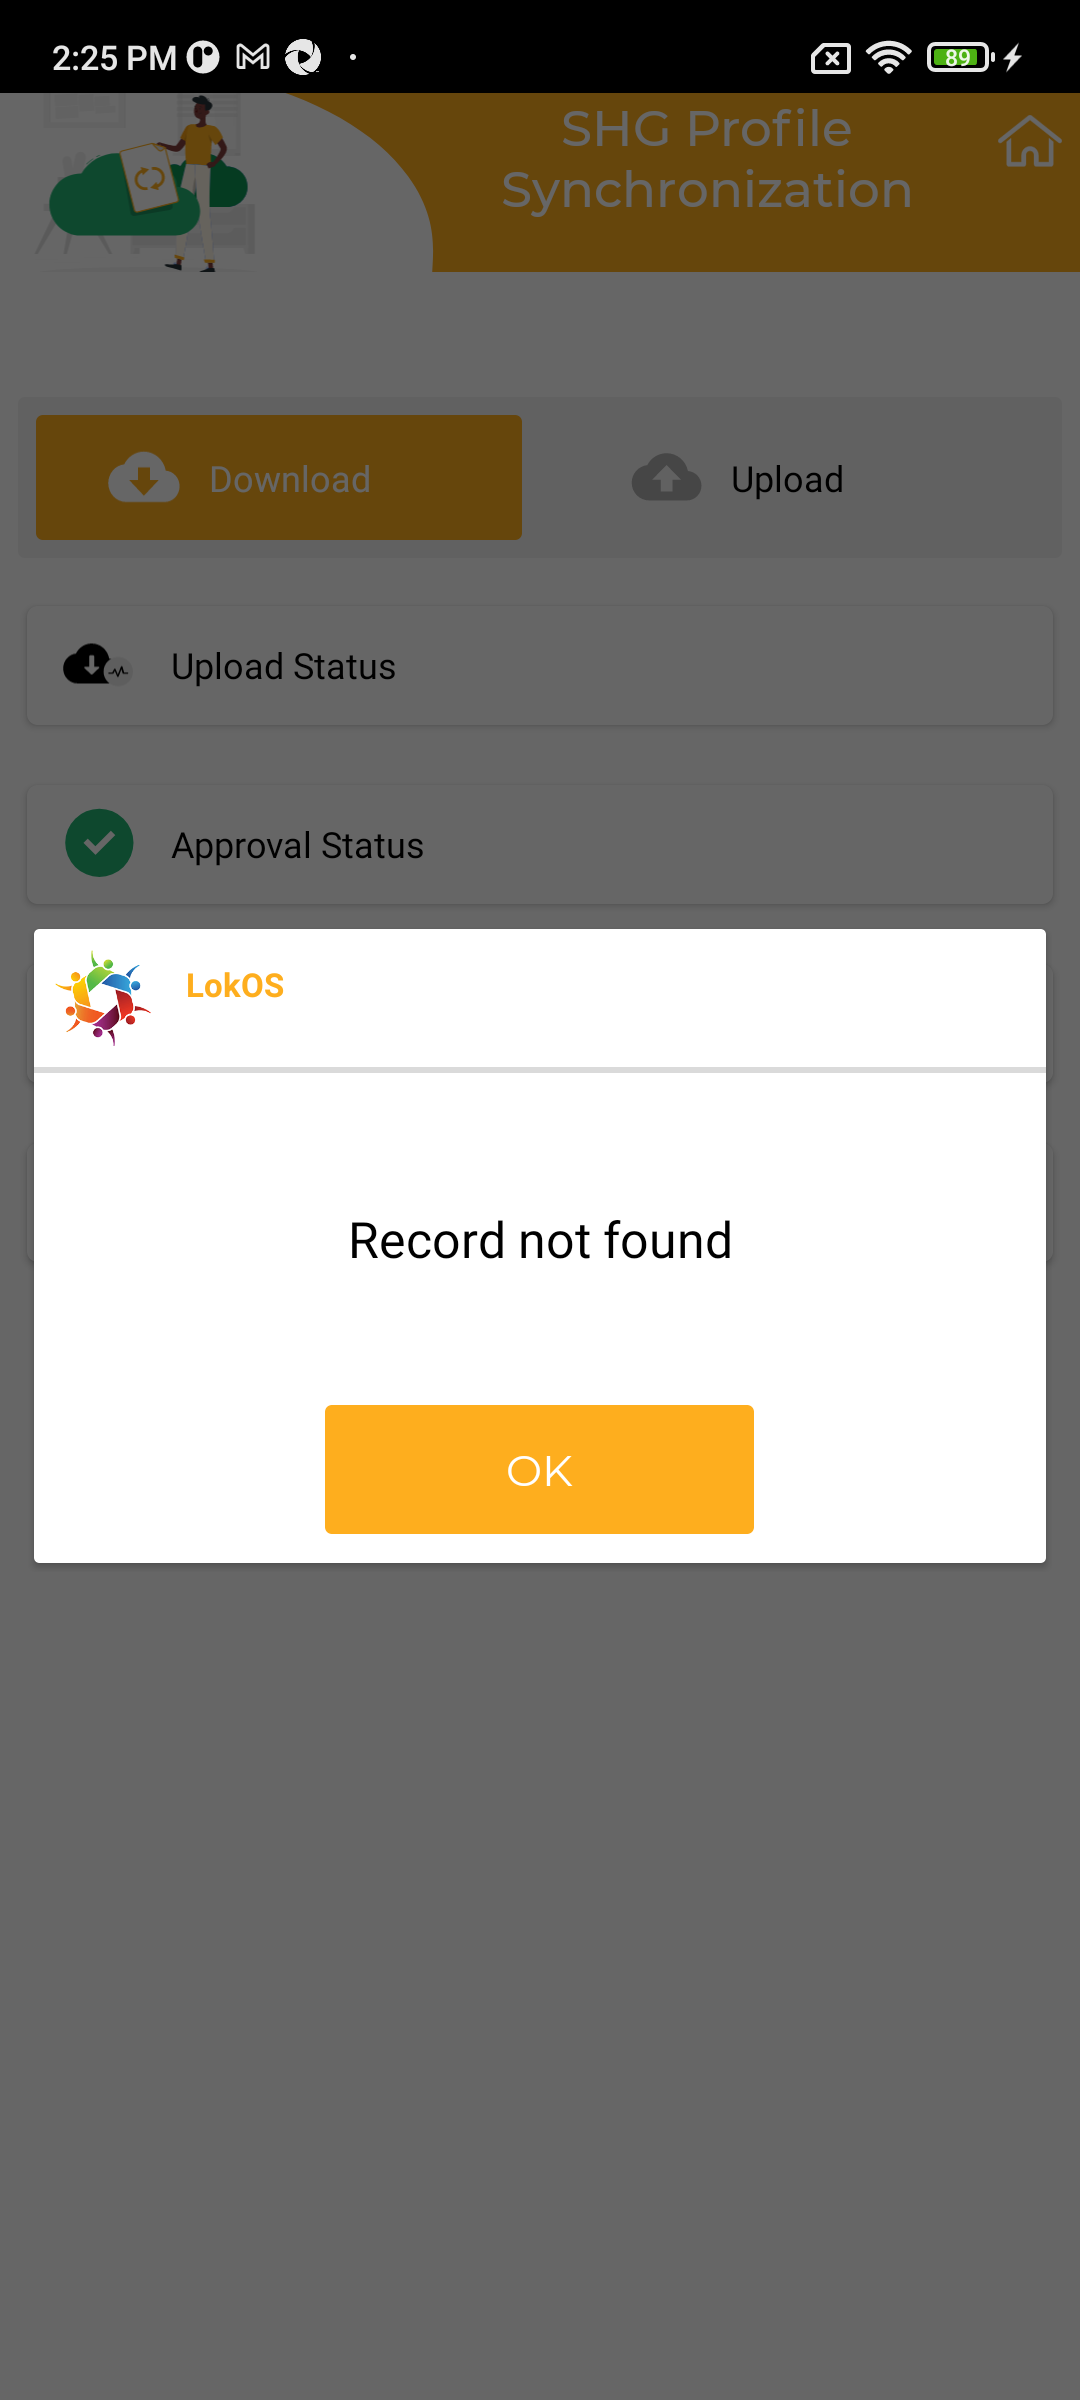 2:25 PM
89
SHG Profile
Synchronization
Download
Upload
Upload Status
Approval Status
LokOS
Record not found
OK